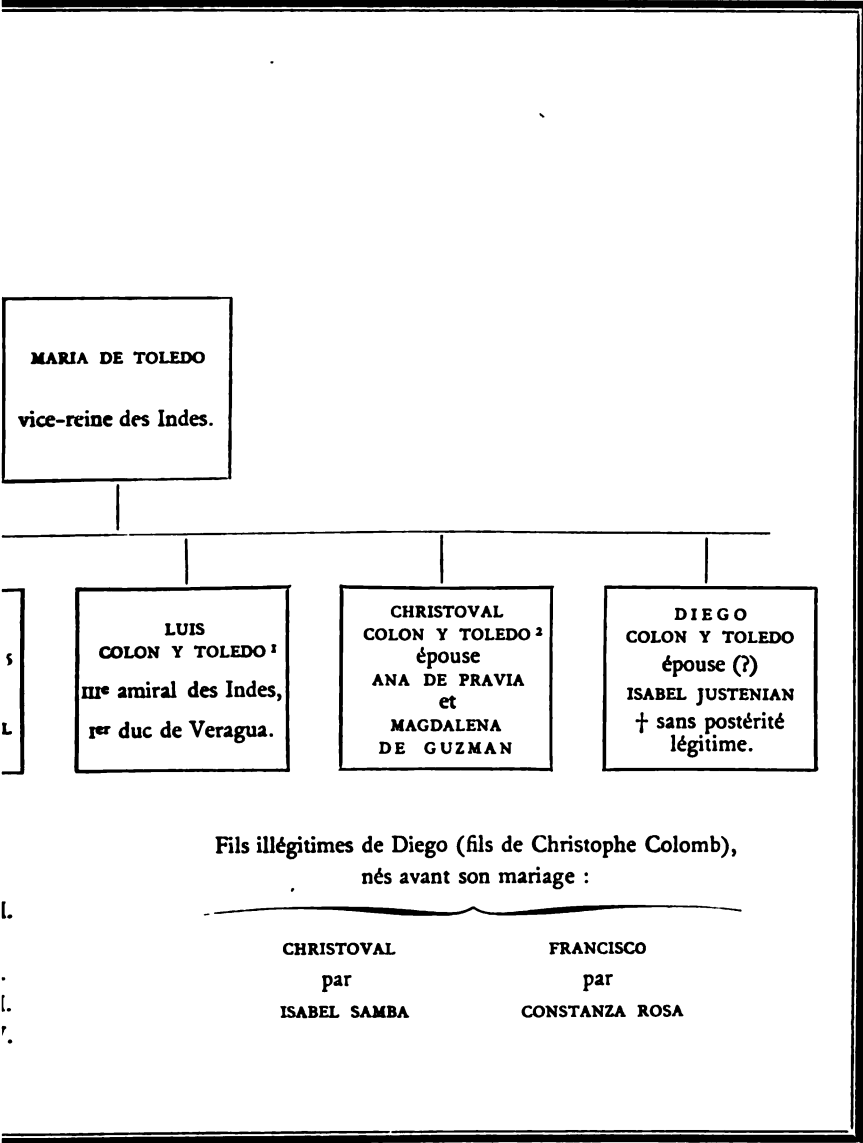 MARIA DE TOLEDO
vice-reine des Indes.
S
L
LUIS
COLON Y TOLEDO ¹
IIIᵉ amiral des Indes,
1ᵉʳ duc de Veragua.
CHRISTOVAL
COLON Y TOLEDO ²
épouse
ANA DE PRAVIA
et
MAGDALENA
DE GUZMAN
DIEGO
COLON Y TOLEDO
épouse (?)
ISABEL JUSTENIAN
† sans postérité
légitime.
Fils illégitimes de Diego (fils de Christophe Colomb),
nés avant son mariage :
CHRISTOVAL
par
ISABEL SAMBA
FRANCISCO
par
CONSTANZA ROSA